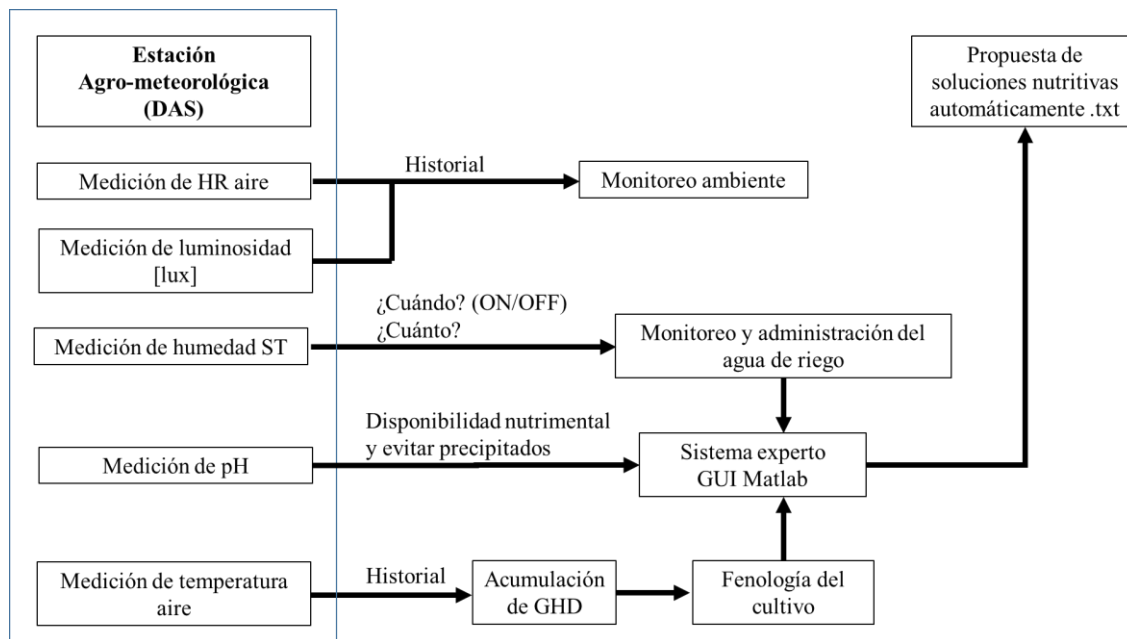 Estación
Agro-meteorológica
(DAS)
Propuesta de
soluciones nutritivas
automáticamente .txt
Medición de HR aire
Historial
Monitoreo ambiente
Medición de luminosidad
[lux]
¿Cuándo? (ON/OFF)
¿Cuánto?
Medición de humedad ST
Monitoreo y administración del
agua de riego
Disponibilidad nutrimental
y evitar precipitados
Medición de pH
Sistema experto
GUI Matlab
Medición de temperatura
aire
Historial
Acumulación
de GHD
Fenología del
cultivo